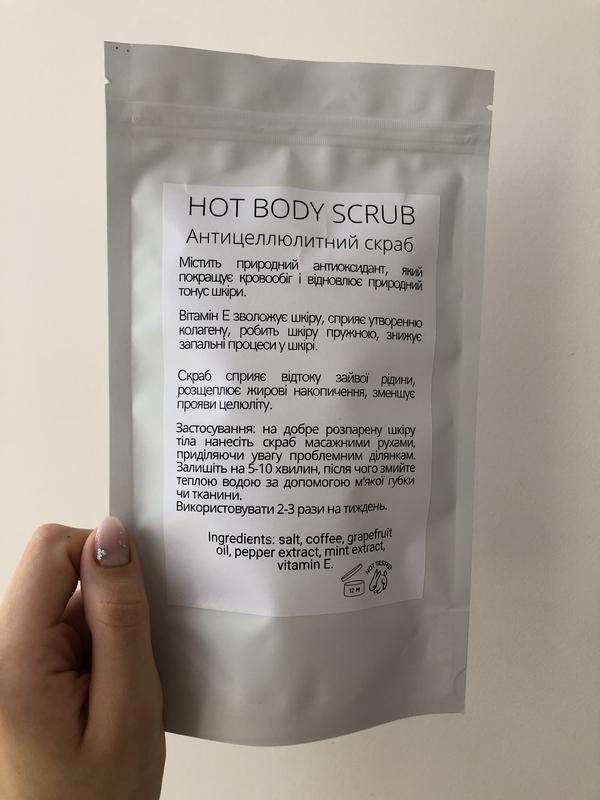 HOT BODY SCRUB
Антицеллюлитний скраб
Містить природний антиоксидант, який
покращує кровообіг і відновлює природний
тонус шкіри.
Вітамін Е зволожує шкіру, сприяє утворенню
колагену, робить шкіру пружною, знижує
запальні процеси у шкірі.
Скраб сприяє відтоку зайвої рідини,
розщеплює жирові накопичення, зменшує
прояви целюліту.
Застосування: на добре розпарену шкіру
тіла нанесіть скраб масажними рухами,
приділяючи увагу проблемним ділянкам.
Залишіть на 5-10 хвилин, після чого змийте
теплою водою за допомогою м'якої губки
чи тканини.
Використовувати 2-3 рази на тиждень.
Ingredients: salt, coffee, grapefruit
oil, pepper extract, mint extract,
vitamin E.
NOT TESTED
12 M